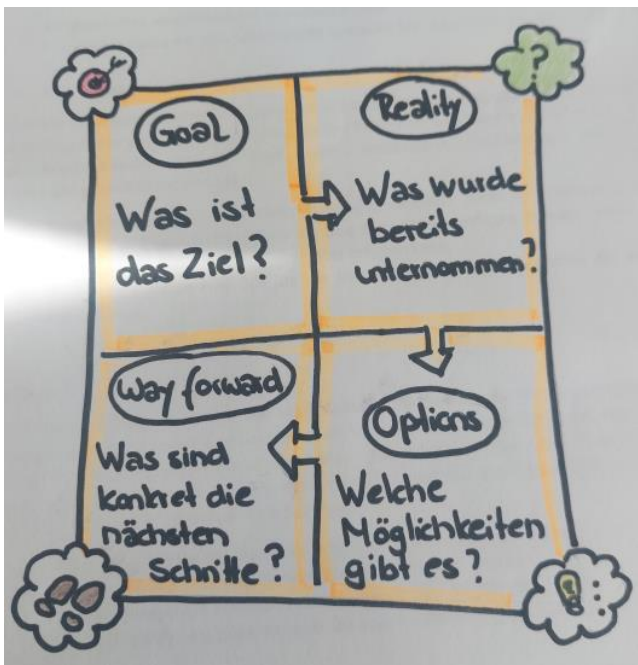 Goal
Was ist
das Ziel?
Reality
Was wurde
bereits
unternommen?
Options
Welche
Möglichkeiten
gibt es?
Way forward
Was sind
konkret die
nächsten
Schritte?
?